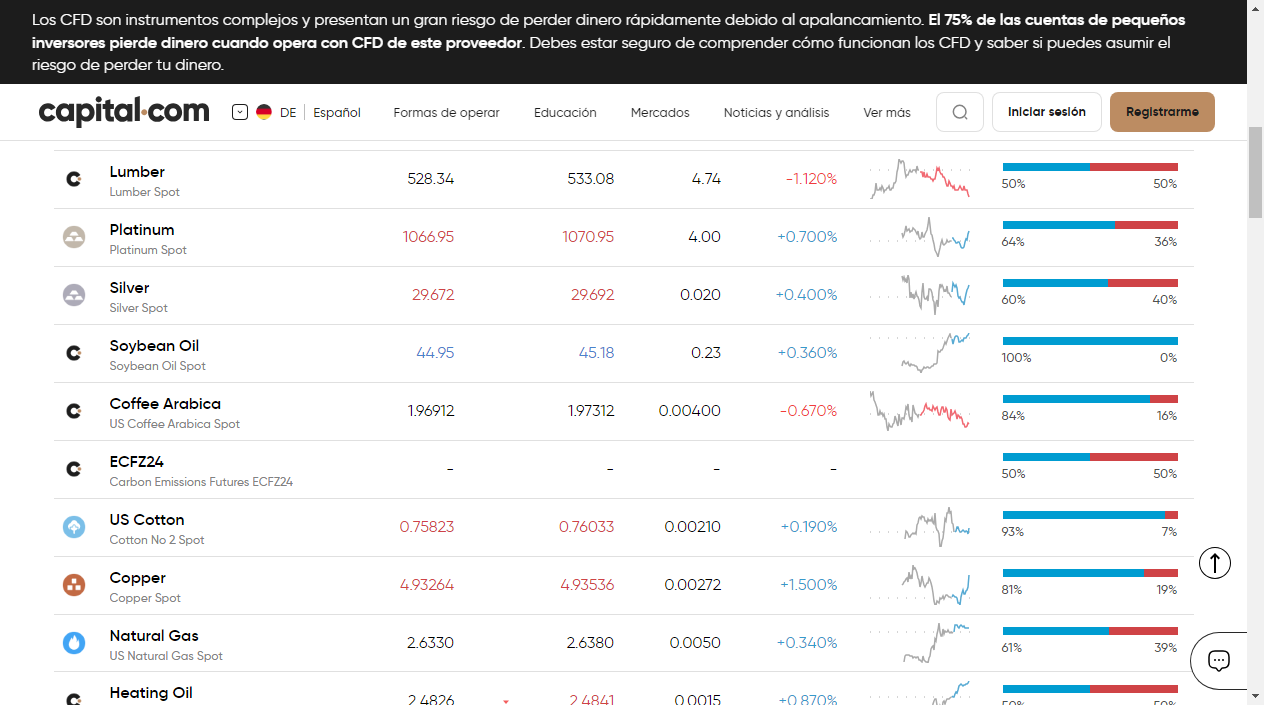 Los CFD son instrumentos complejos y presentan un gran riesgo de perder dinero rápidamente debido al apalancamiento. El 75% de las cuentas de pequeños
inversores pierde dinero cuando opera con CFD de este proveedor. Debes estar seguro de comprender cómo funcionan los CFD y saber si puedes asumir el
riesgo de perder tu dinero.
capital.com DE Español Formas de operar Educación Mercados Noticias y análisis Ver más Iniciar sesión Registrarme
Lumber 528.34 533.08 4.74 -1.120%
Lumber Spot 50% 50%
Platinum 1066.95 1070.95 4.00 +0.700%
Platinum Spot 64% 36%
Silver 29.672 29.692 0.020 +0.400%
Silver Spot 60% 40%
Soybean Oil 44.95 45.18 0.23 +0.360%
Soybean Oil Spot 100% 0%
Coffee Arabica 1.96912 1.97312 0.00400 -0.670%
US Coffee Arabica Spot 84% 16%
ECFZ24 - - - -
Carbon Emissions Futures ECFZ24 50% 50%
US Cotton 0.75823 0.76033 0.00210 +0.190%
Cotton No 2 Spot 93% 7%
Copper 4.93264 4.93536 0.00272 +1.500%
Copper Spot 81% 19%
Natural Gas 2.6330 2.6380 0.0050 +0.340%
US Natural Gas Spot 61% 39%
Heating Oil 2.4826 2.4841 0.0015 +0.870%
50% 50%